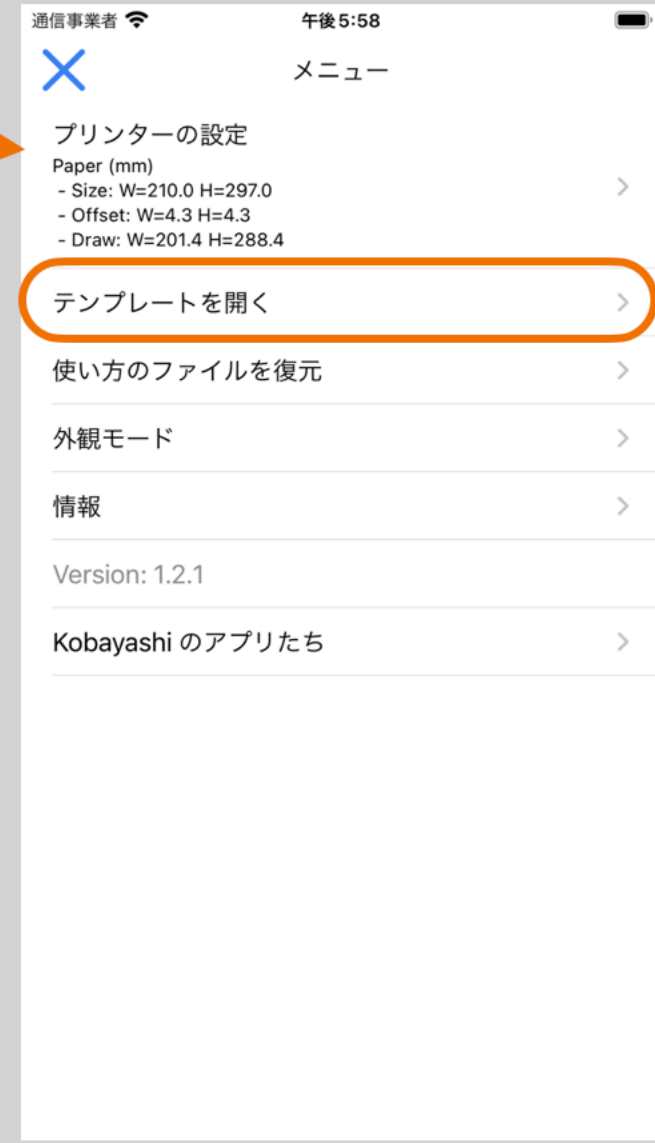 通信事業者 午後5:58
メニュー
プリンターの設定
Paper (mm)
- Size: W=210.0 H=297.0
- Offset: W=4.3 H=4.3
- Draw: W=201.4 H=288.4
テンプレートを開く
使い方のファイルを復元
外観モード
情報
Version: 1.2.1
Kobayashi のアプリたち